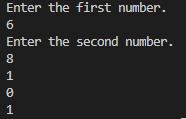 Enter the first number.
6
Enter the second number.
8
1
0
1